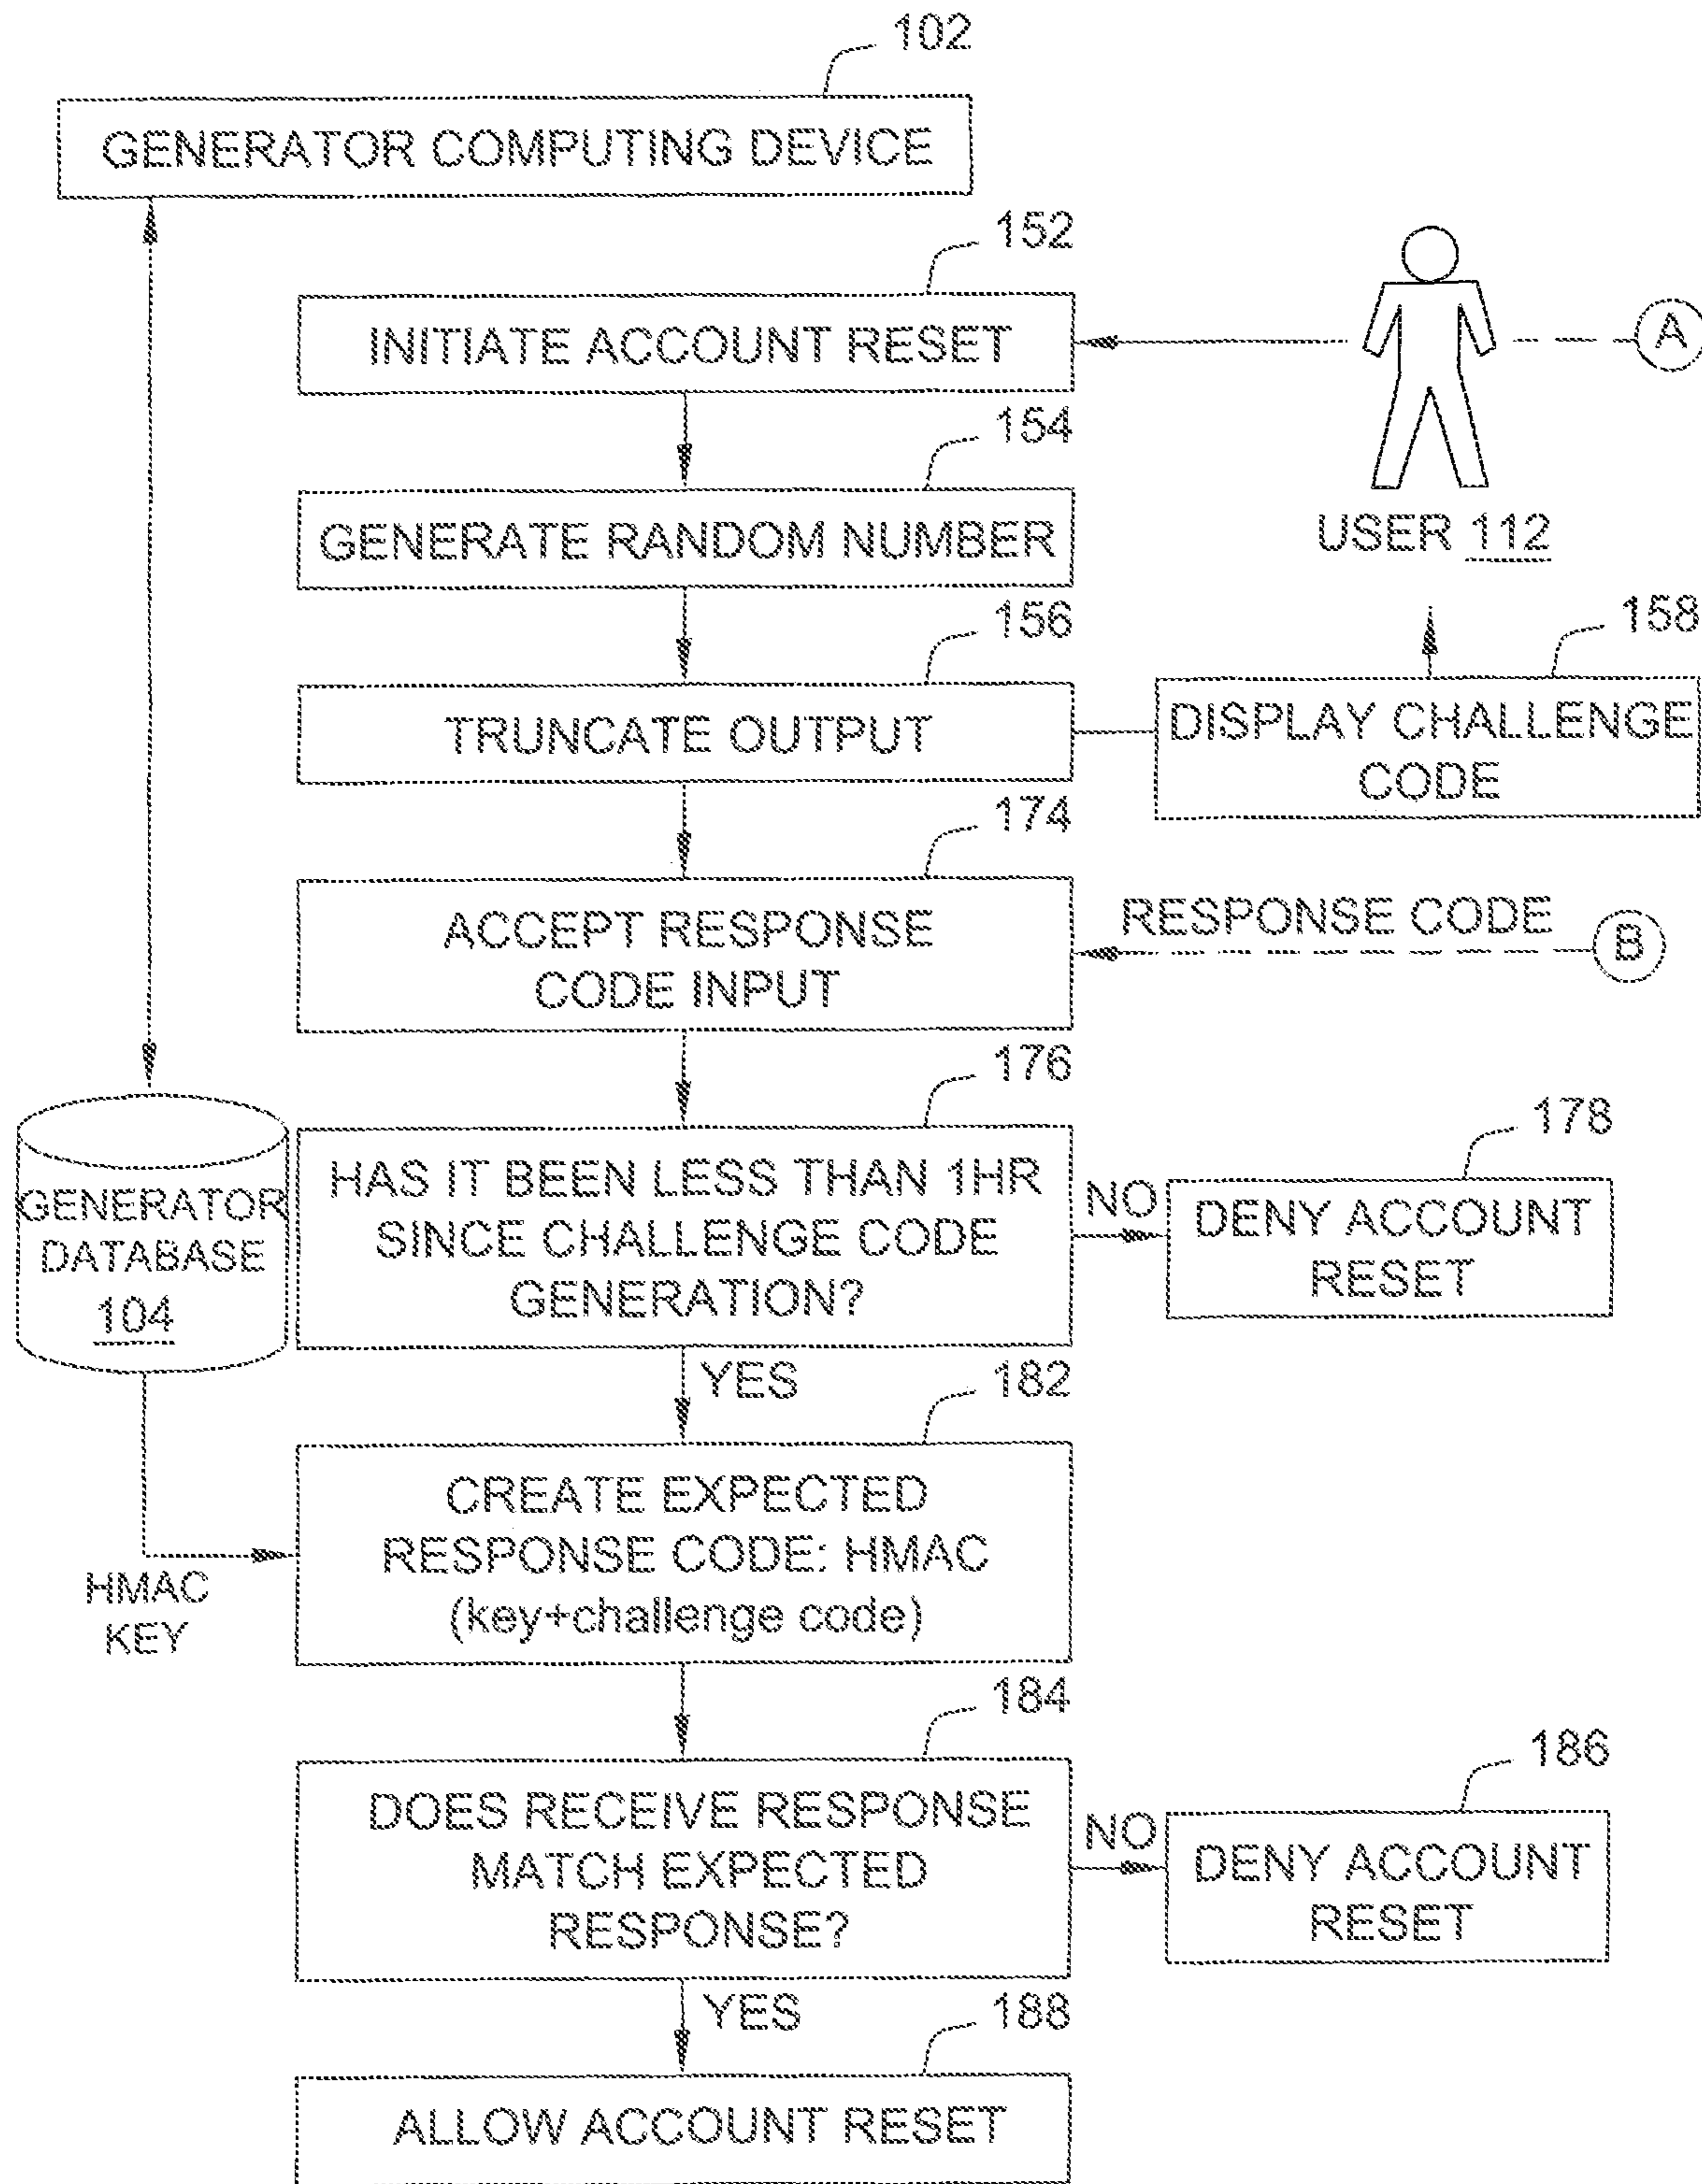 102
GENERATOR COMPUTING DEVICE
152
INITIATE ACCOUNT RESET
A
154
GENERATE RANDOM NUMBER
USER 112
156
158
TRUNCATE OUTPUT
DISPLAY CHALLENGE
CODE
174
ACCEPT RESPONSE
CODE INPUT
RESPONSE CODE
B
176
178
GENERATOR
DATABASE
104
HAS IT BEEN LESS THAN 1HR
SINCE CHALLENGE CODE
GENERATION?
NO
DENY ACCOUNT
RESET
YES
182
CREATE EXPECTED
RESPONSE CODE: HMAC
(key+challenge code)
HMAC
KEY
184
186
DOES RECEIVE RESPONSE
MATCH EXPECTED
RESPONSE?
NO
DENY ACCOUNT
RESET
YES
188
ALLOW ACCOUNT RESET